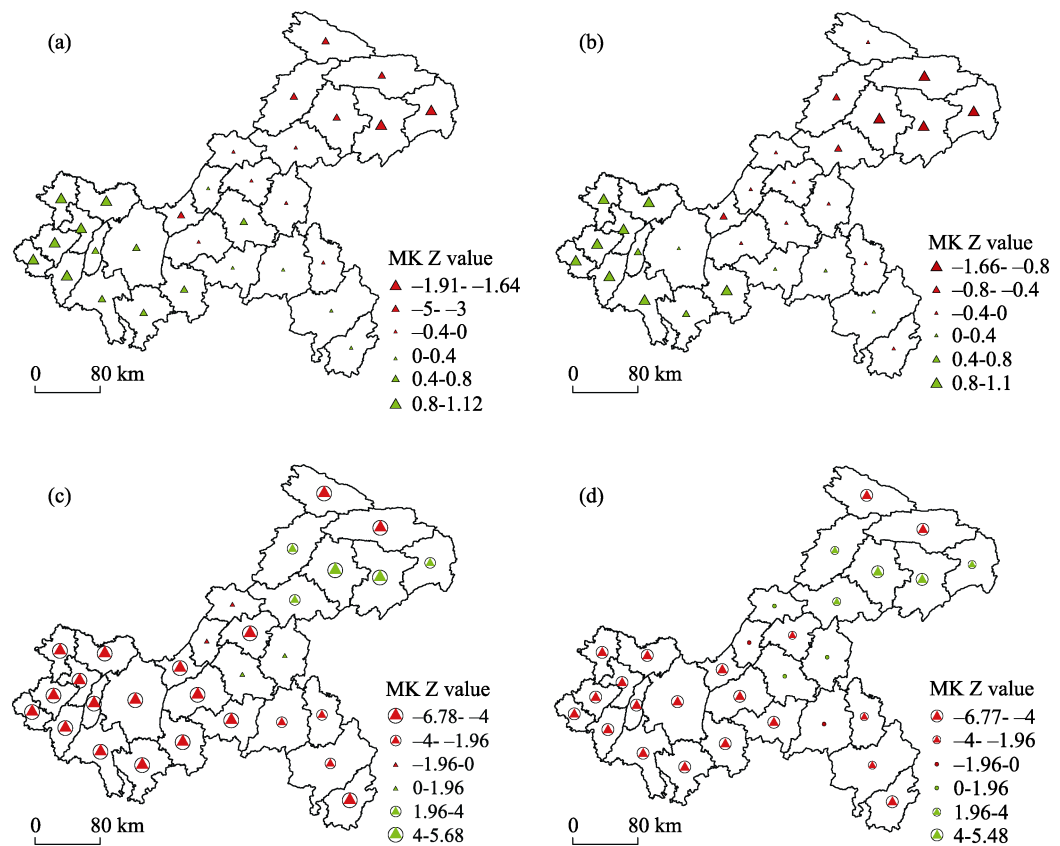 (a)
MK Z value
–1.91- –1.64
–5- –3
–0.4-0
0-0.4
0.4-0.8
0.8-1.12
0 80 km
(b)
MK Z value
–1.66- –0.8
–0.8- –0.4
–0.4-0
0-0.4
0.4-0.8
0.8-1.1
0 80 km
(c)
MK Z value
–6.78- –4
–4- –1.96
–1.96-0
0-1.96
1.96-4
4-5.68
0 80 km
(d)
MK Z value
–6.77- –4
–4- –1.96
–1.96-0
0-1.96
1.96-4
4-5.48
0 80 km